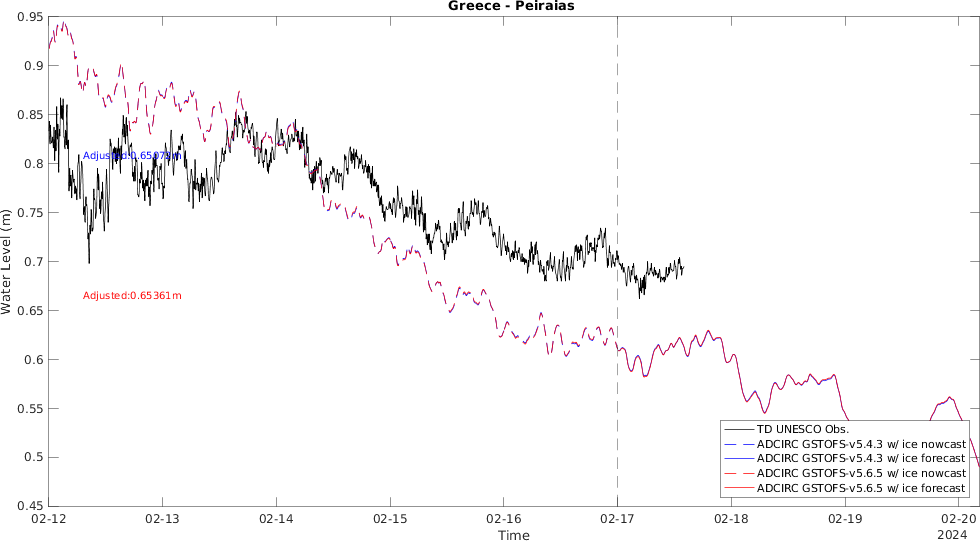 Greece - Peiraias
0.95
0.9
0.85
0.8
0.75
0.7
0.65
0.6
0.55
0.5
0.45
Water Level (m)
Adjusted:0.65973m
Adjusted:0.65361m
TD UNESCO Obs.
ADCIRC GSTOFS-v5.4.3 w/ ice nowcast
ADCIRC GSTOFS-v5.4.3 w/ ice forecast
ADCIRC GSTOFS-v5.6.5 w/ ice nowcast
ADCIRC GSTOFS-v5.6.5 w/ ice forecast
02-12 02-13 02-14 02-15 02-16 02-17 02-18 02-19 02-20
Time
2024